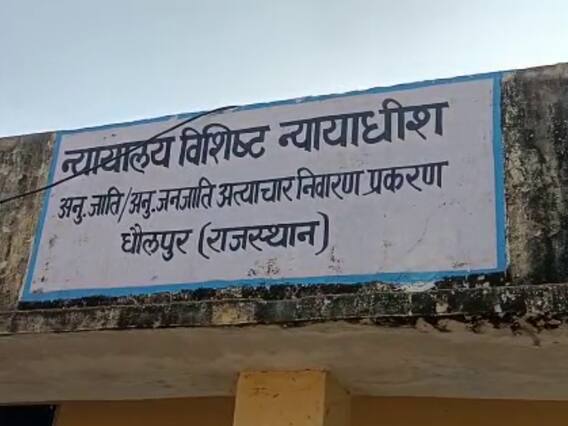 न्यायालय विशिष्ट न्यायाधीश
अनु.जाति/अनु.जनजाति अत्याचार निवारण प्रकरण
धौलपुर (राजस्थान)